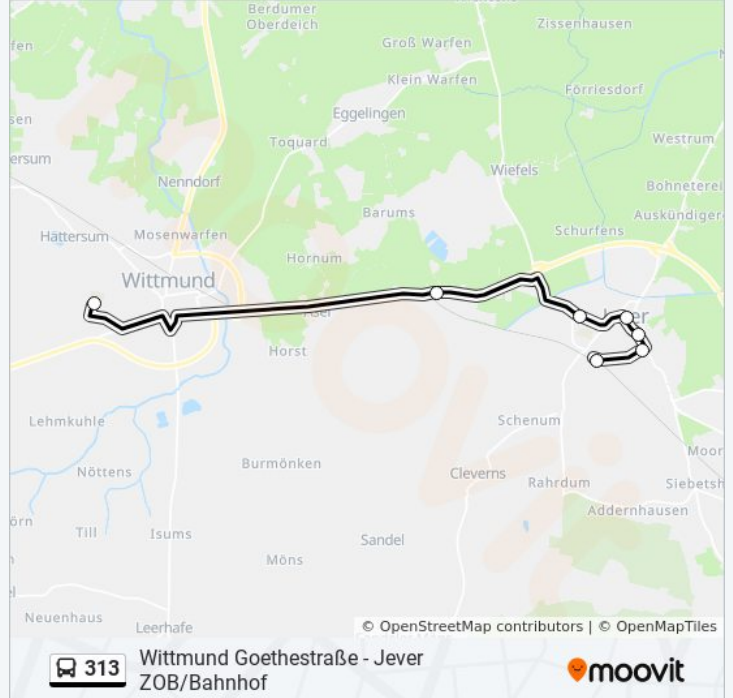 Berdumer
Oberdeich
Zissenhausen
Groß Warfen
Klein Warfen
Förriesdorf
Eggelingen
Toquard
Westrum
Wiefels
Nenndorf
Barums
Schurfens
Hattersum
Mosenwarfen
Hornum
Wittmund
Horst
Lehmkuhle
Schenum
Burmönken
Cleverns
Nöttens
Rahrdum
Addernhausen
Till
Isums
Sandel
Möns
Neuenhaus
Leerhafe
© OpenStreetMap contributors | © OpenMapTiles
313
Wittmund Goethestraße - Jever
ZOB/Bahnhof
moovit